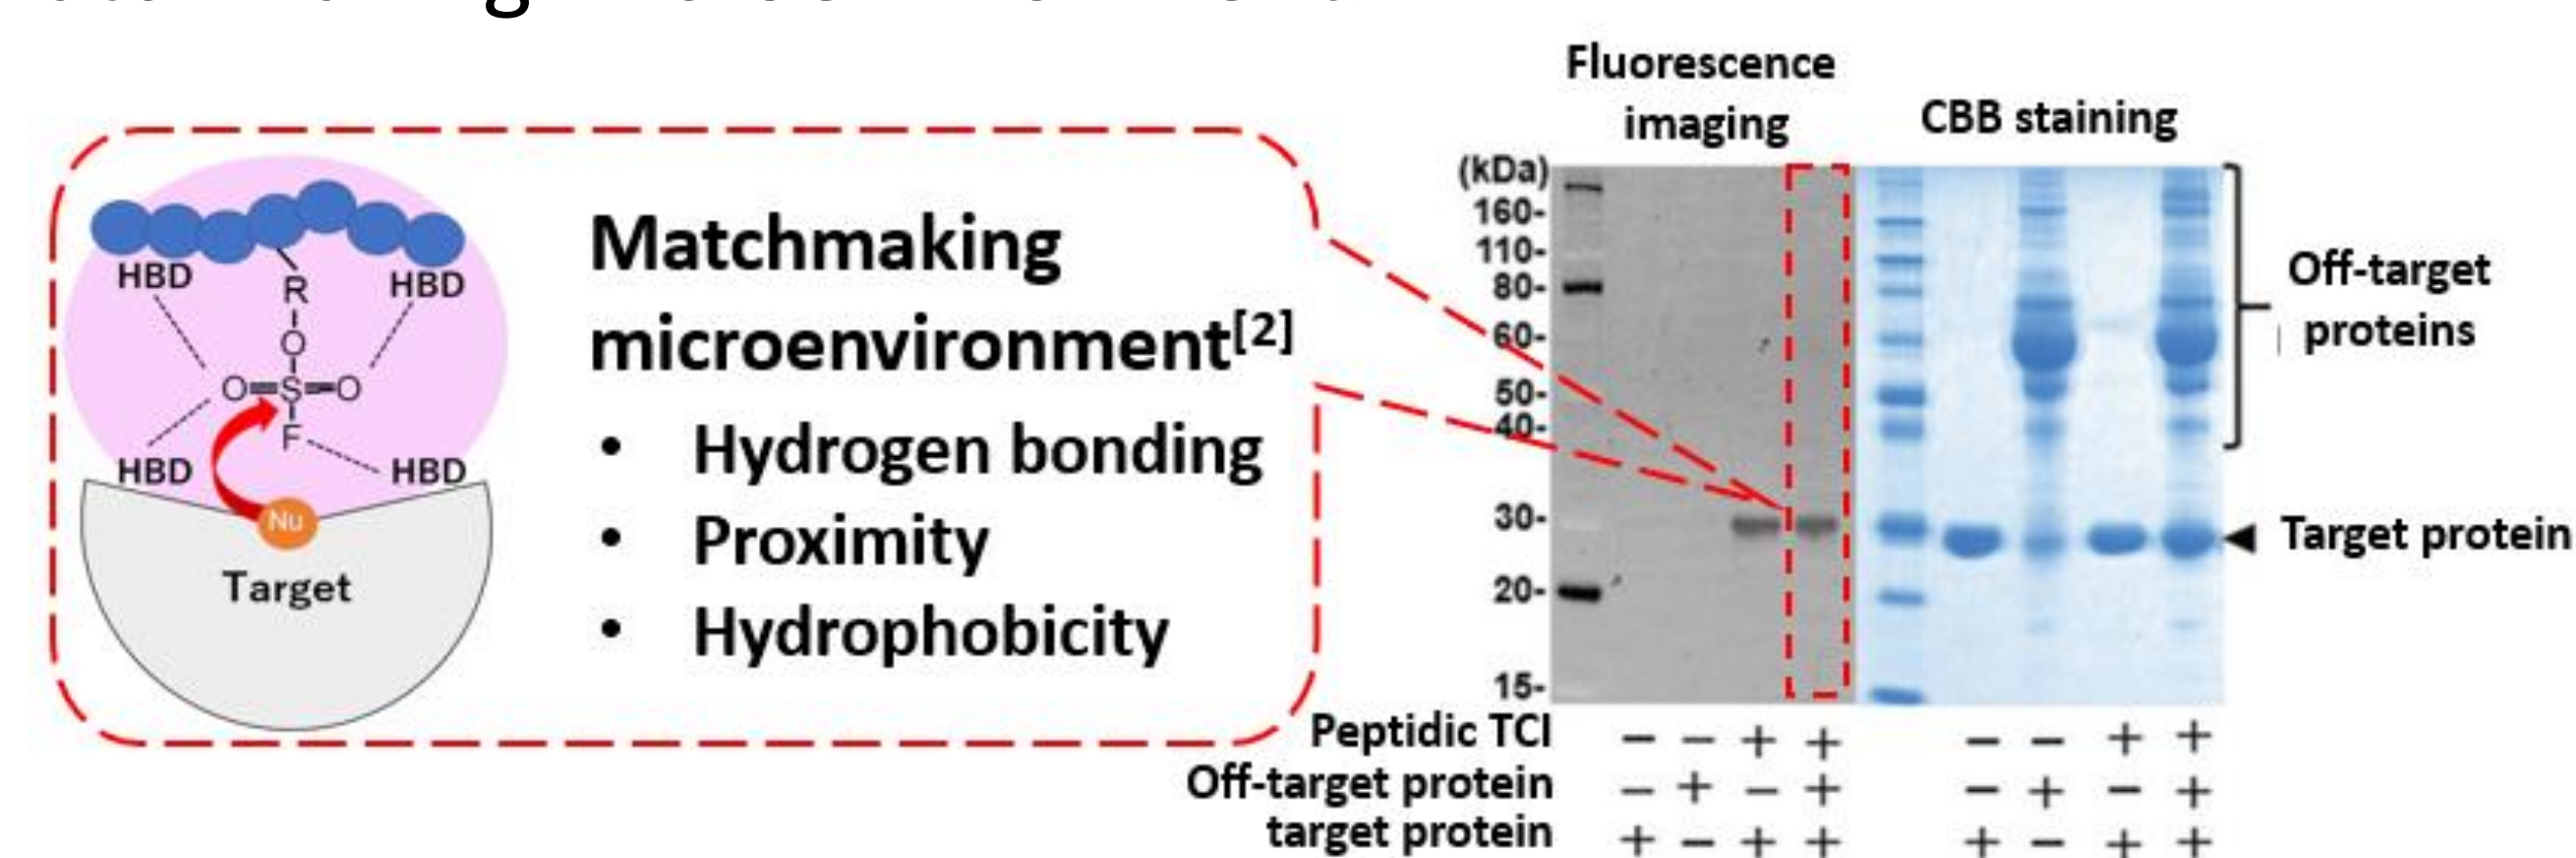 HBD HBD
R
O
O=S=O
F
HBD HBD
Nu
Target
Matchmaking
microenvironment[2]
• Hydrogen bonding
• Proximity
• Hydrophobicity
Fluorescence
imaging
CBB staining
(kDa)
160-
110-
80-
60-
50-
40-
30-
20-
15-
Off-target
proteins
Target protein
Peptidic TCI – – + + – – + +
Off-target protein – + – + – + – +
target protein + – + + + – + +